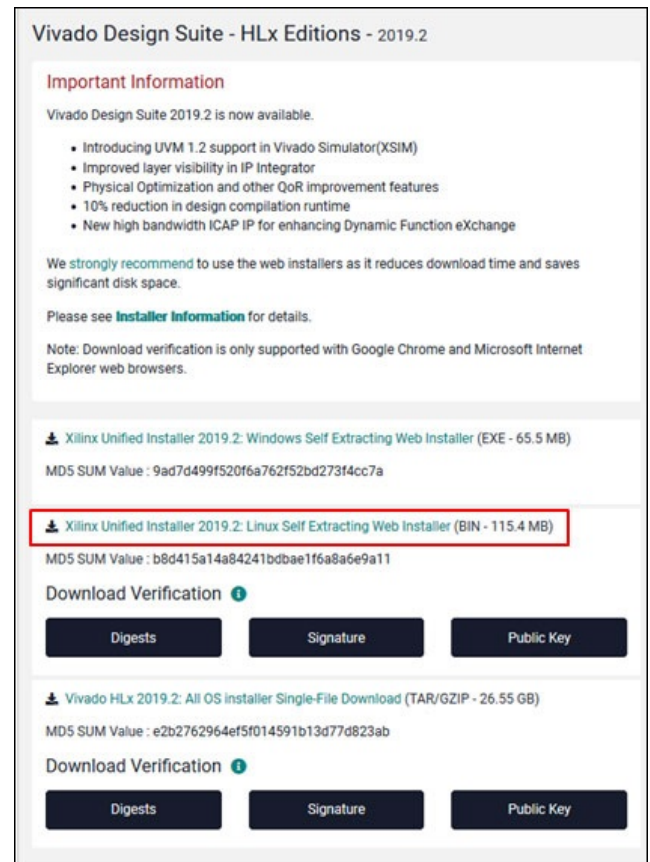 Vivado Design Suite - HLx Editions - 2019.2
Important Information
Vivado Design Suite 2019.2 is now available.
• Introducing UVM 1.2 support in Vivado Simulator(XSIM)
• Improved layer visibility in IP Integrator
• Physical Optimization and other QoR improvement features
• 10% reduction in design compilation runtime
• New high bandwidth ICAP IP for enhancing Dynamic Function eXchange
We strongly recommend to use the web installers as it reduces download time and saves
significant disk space.
Please see Installer Information for details.
Note: Download verification is only supported with Google Chrome and Microsoft Internet
Explorer web browsers.
Xilinx Unified Installer 2019.2: Windows Self Extracting Web Installer (EXE - 65.5 MB)
MD5 SUM Value : 9ad7d499f520f6a762f52bd273f4cc7a
Xilinx Unified Installer 2019.2: Linux Self Extracting Web Installer (BIN - 115.4 MB)
MD5 SUM Value : b8d415a14a84241bdbae1f6a8a6e9a11
Download Verification
Digests Signature Public Key
Vivado HLx 2019.2: All OS installer Single-File Download (TAR/GZIP - 26.55 GB)
MD5 SUM Value : e2b2762964ef5f014591b13d77d823ab
Download Verification
Digests Signature Public Key